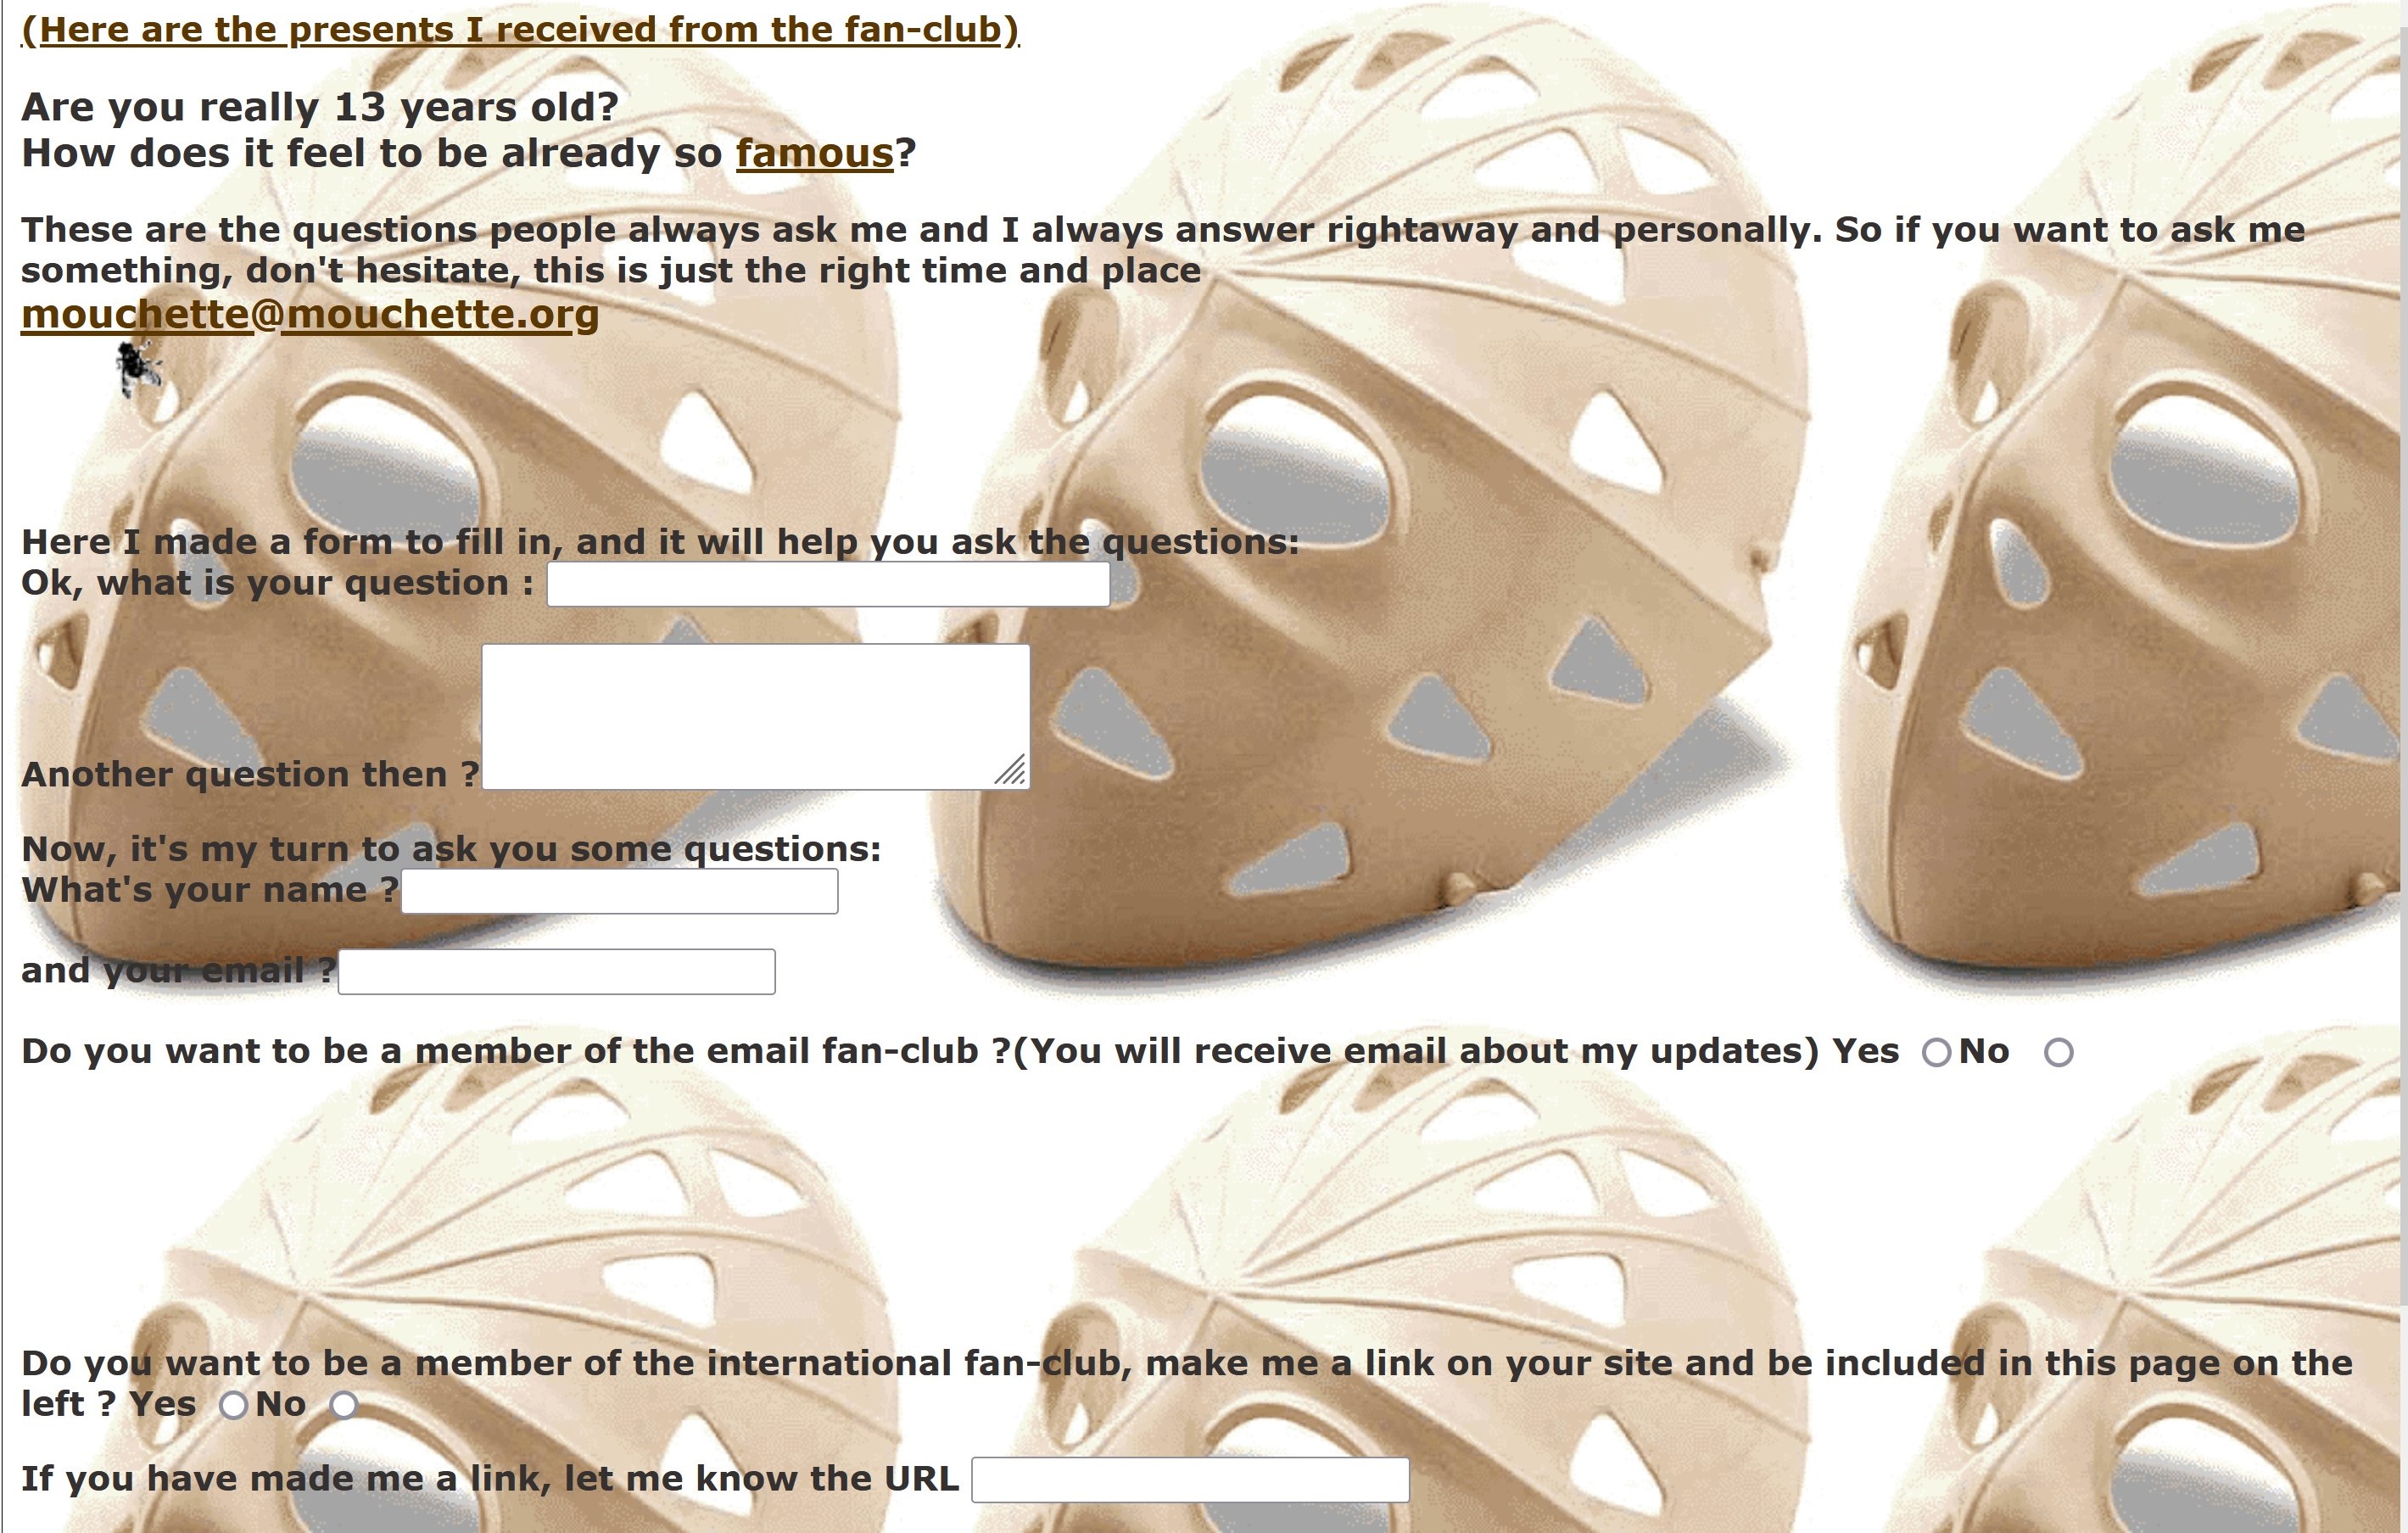 (Here are the presents I received from the fan-club)
Are you really 13 years old?
How does it feel to be already so famous?
These are the questions people always ask me and I always answer rightaway and personally. So if you want to ask me
something, don't hesitate, this is just the right time and place
mouchette@mouchette.org
Here I made a form to fill in, and it will help you ask the questions:
Ok, what is your question :
Another question then ?
Now, it's my turn to ask you some questions:
What's your name ?
and your email ?
Do you want to be a member of the email fan-club ?(You will receive email about my updates) Yes No
Do you want to be a member of the international fan-club, make me a link on your site and be included in this page on the
left ? Yes No
If you have made me a link, let me know the URL